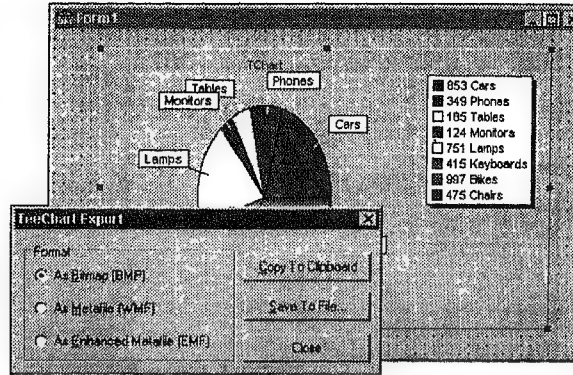 Form1
TChart
Phones
Tables
Monitors
Cars
Lamps
853 Cars
349 Phones
185 Tables
124 Monitors
751 Lamps
415 Keyboards
997 Bikes
475 Chairs
TeeChart Export
Format
As Bitmap (BMP)
As Metafile (WMF)
As Enhanced Metafile (EMF)
Copy To Clipboard
Save To File...
Close